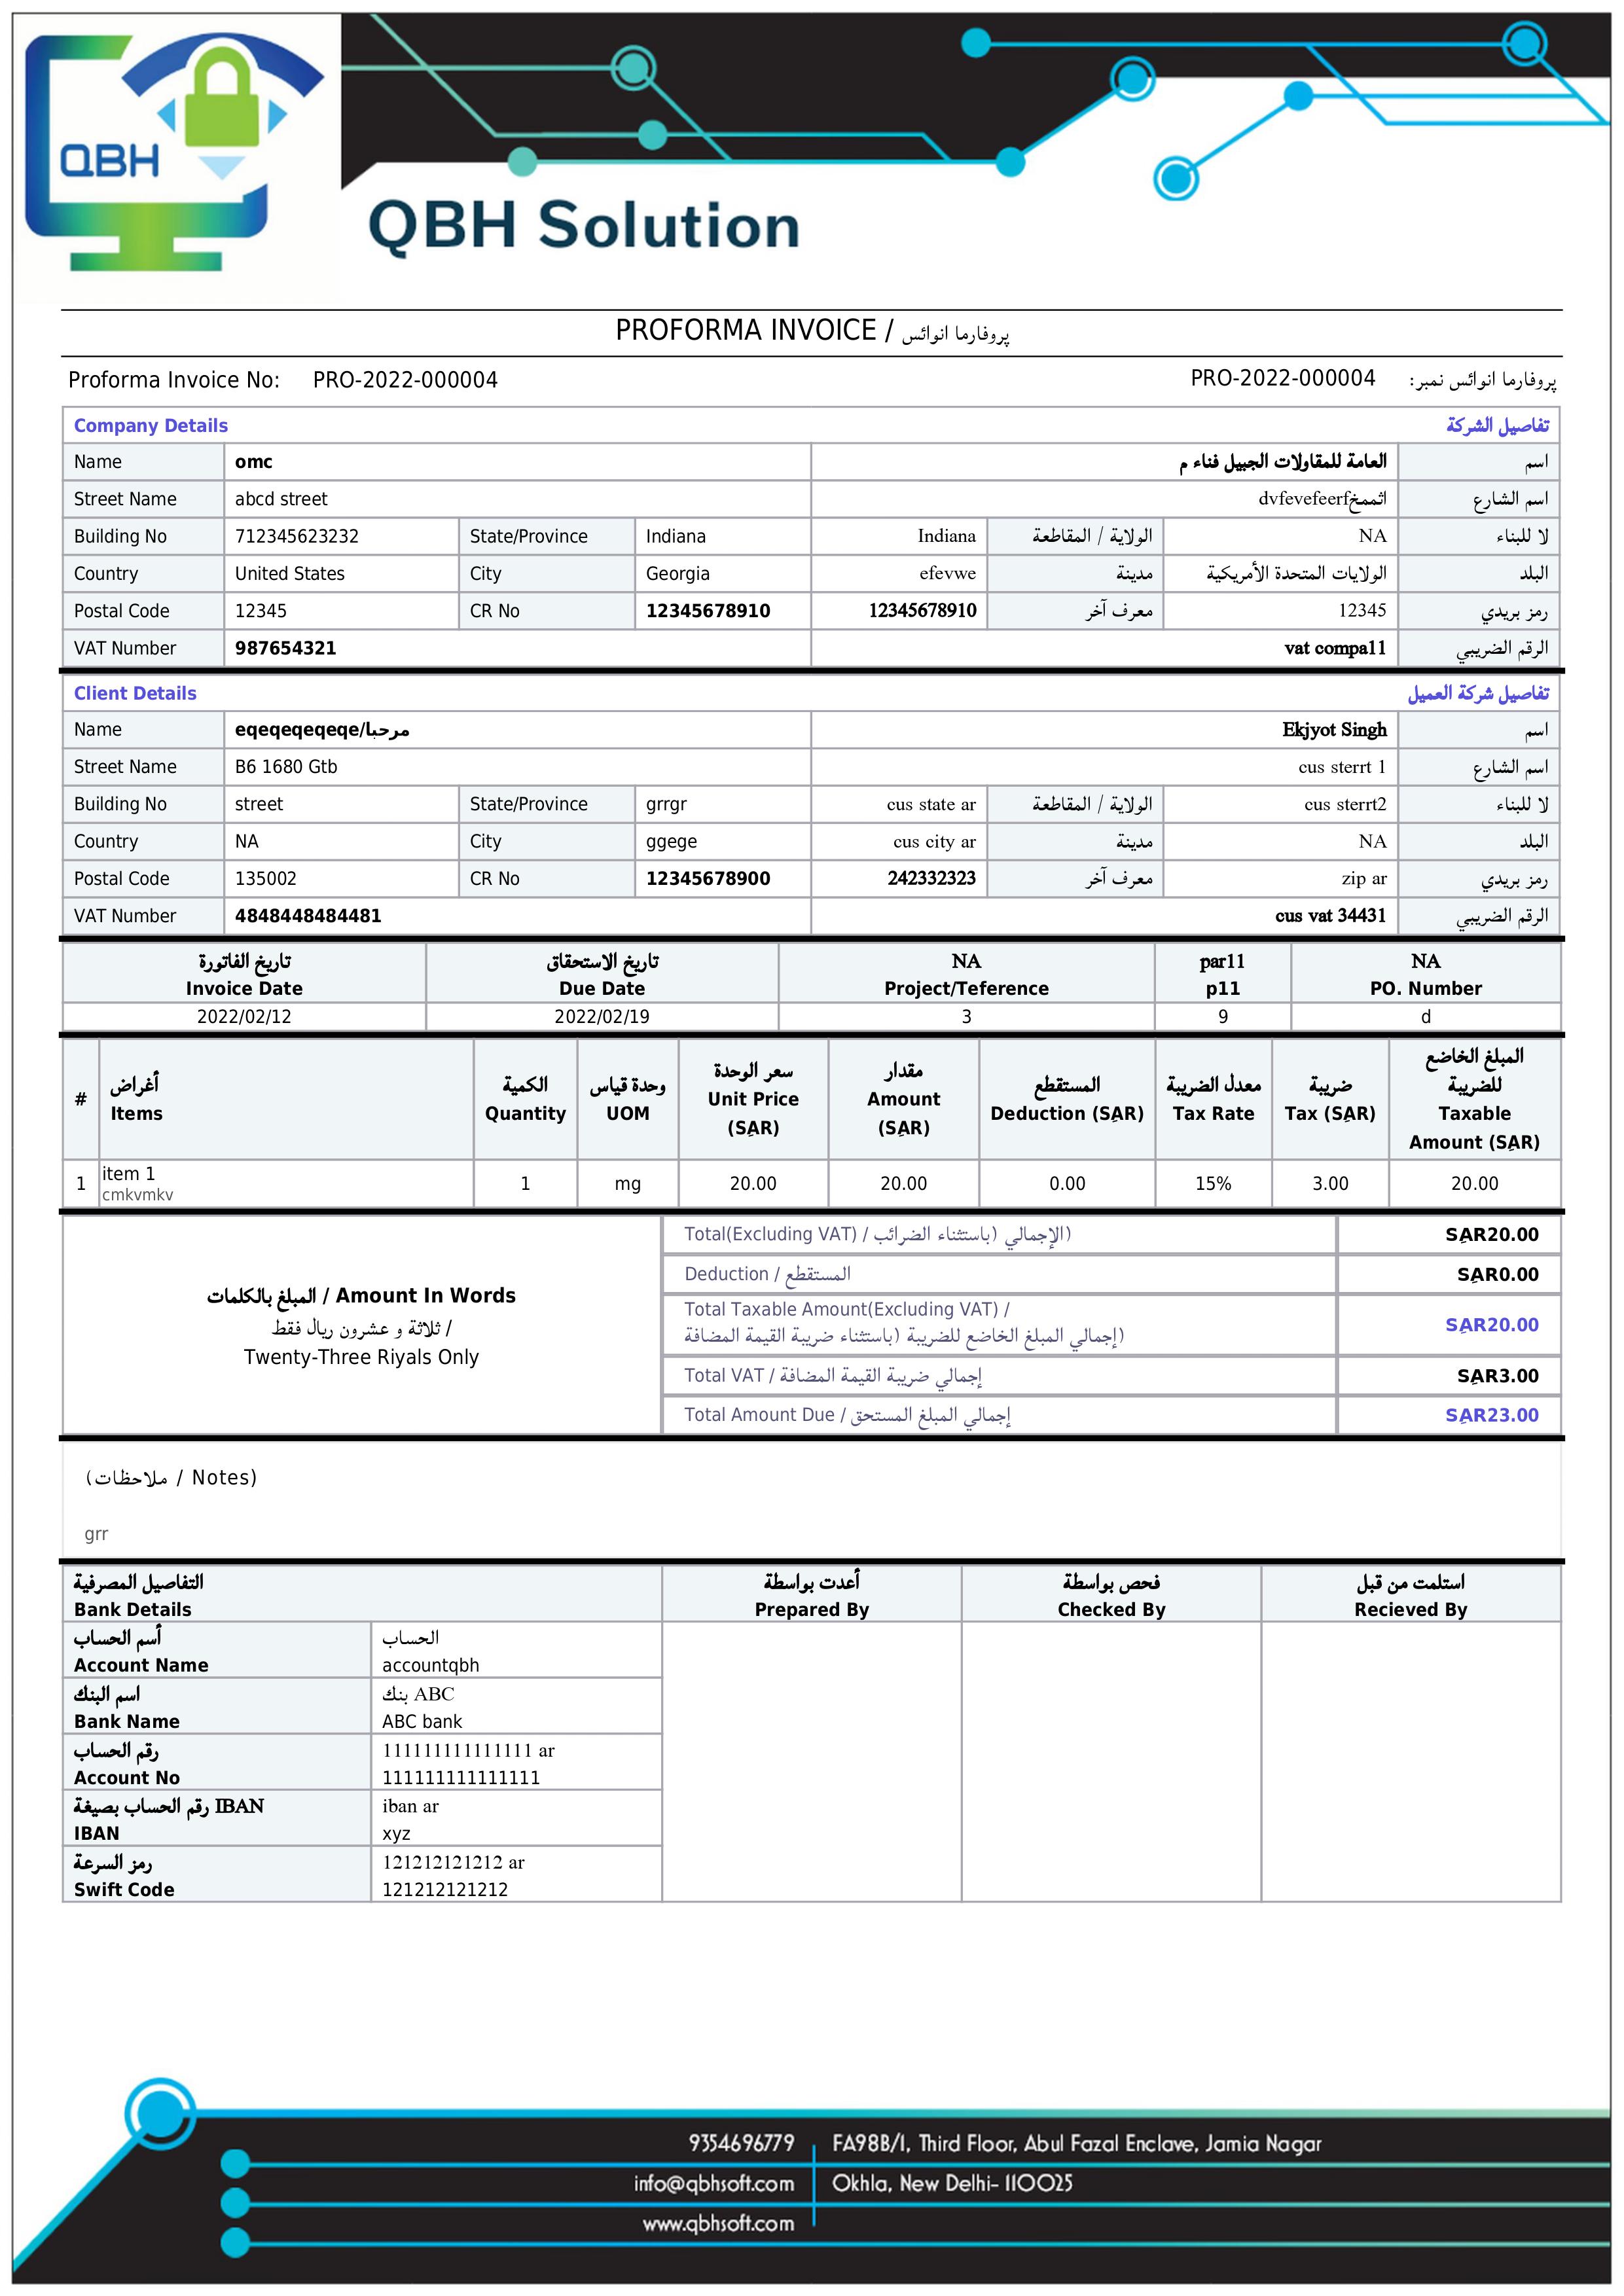 QBH
QBH Solution
PROFORMA INVOICE / پروفارما انوائس
Proforma Invoice No: PRO-2022-000004 PRO-2022-000004 پروفارما انوائس نمبر:
Company Details تفاصيل الشركة
Name omc العامة للمقاولات الجبيل فناء م اسم
Street Name abcd street dvfevefeerfاثممخ اسم الشارع
Building No 712345623232 State/Province Indiana Indiana الولاية / المقاطعة NA لا للبناء
Country United States City Georgia efevwe مدينة الولايات المتحدة الأمريكية البلد
Postal Code 12345 CR No 12345678910 12345678910 معرف آخر 12345 رمز بريدي
VAT Number 987654321 vat compa11 الرقم الضريبي
Client Details تفاصيل شركة العميل
Name eqeqeqeqeqe/مرحبا Ekjyot Singh اسم
Street Name B6 1680 Gtb cus sterrt 1 اسم الشارع
Building No street State/Province grrgr cus state ar الولاية / المقاطعة cus sterrt2 لا للبناء
Country NA City ggege cus city ar مدينة NA البلد
Postal Code 135002 CR No 12345678900 242332323 معرف آخر zip ar رمز بريدي
VAT Number 4848448484481 cus vat 34431 الرقم الضريبي
تاريخ الفاتورة تاريخ الاستحقاق NA par11 NA
Invoice Date Due Date Project/Teference p11 PO. Number
2022/02/12 2022/02/19 3 9 d
# أغراض Items الكمية Quantity وحدة قياس UOM سعر الوحدة Unit Price (SAR) مقدار Amount (SAR) المستقطع Deduction (SAR) معدل الضريبة Tax Rate ضريبة Tax (SAR) المبلغ الخاضع للضريبة Taxable Amount (SAR)
1 item 1 1 mg 20.00 20.00 0.00 15% 3.00 20.00
cmkvmkv
المبلغ بالكلمات / Amount In Words
ثلاثة و عشرون ريال فقط /
Twenty-Three Riyals Only
Total(Excluding VAT) / الإجمالي (باستثناء الضرائب) SAR20.00
Deduction / المستقطع SAR0.00
Total Taxable Amount(Excluding VAT) /
إجمالي المبلغ الخاضع للضريبة (باستثناء ضريبة القيمة المضافة) SAR20.00
Total VAT / إجمالي ضريبة القيمة المضافة SAR3.00
Total Amount Due / إجمالي المبلغ المستحق SAR23.00
(ملاحظات / Notes)
grr
التفاصيل المصرفية أعدت بواسطة فحص بواسطة استلمت من قبل
Bank Details Prepared By Checked By Recieved By
أسم الحساب الحساب
Account Name accountqbh
اسم البنك بنك ABC
Bank Name ABC bank
رقم الحساب 111111111111111 ar
Account No 111111111111111
رقم الحساب بصيغة IBAN iban ar
IBAN xyz
رمز السرعة 121212121212 ar
Swift Code 121212121212
9354696779 FA98B/1, Third Floor, Abul Fazal Enclave, Jamia Nagar
info@qbhsoft.com Okhla, New Delhi- 110025
www.qbhsoft.com